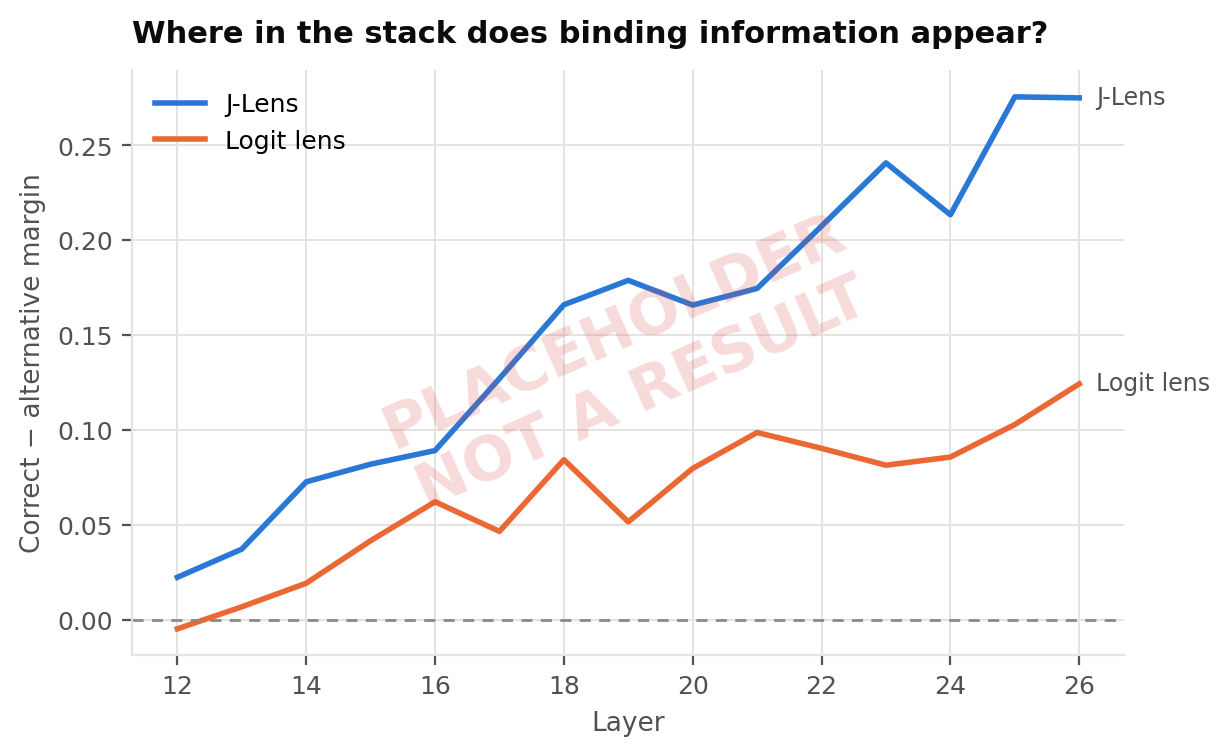 Where in the stack does binding information appear?
J-Lens
Logit lens
J-Lens
Logit lens
PLACEHOLDER
NOT A RESULT
Correct − alternative margin
0.25
0.20
0.15
0.10
0.05
0.00
12 14 16 18 20 22 24 26
Layer